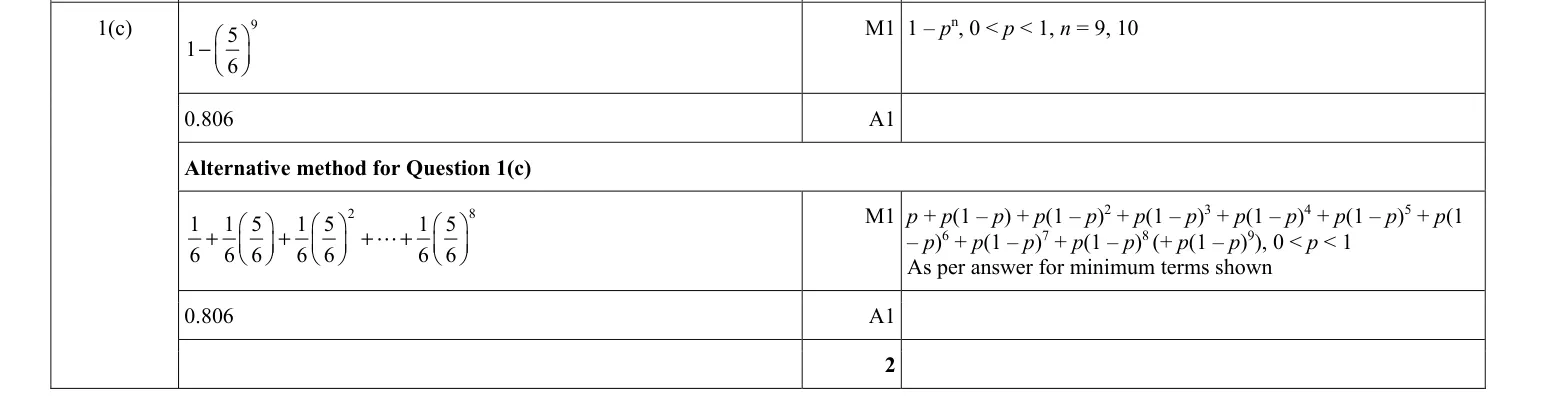 1(c)
1−(5/6)^9
M1
1 – pⁿ, 0 < p < 1, n = 9, 10
0.806
A1
Alternative method for Question 1(c)
1/6 + 1/6(5/6) + 1/6(5/6)^2 + ⋯ + 1/6(5/6)^8
M1
p + p(1 – p) + p(1 – p)^2 + p(1 – p)^3 + p(1 – p)^4 + p(1 – p)^5 + p(1
– p)^6 + p(1 – p)^7 + p(1 – p)^8 (+ p(1 – p)^9), 0 < p < 1
As per answer for minimum terms shown
0.806
A1
2